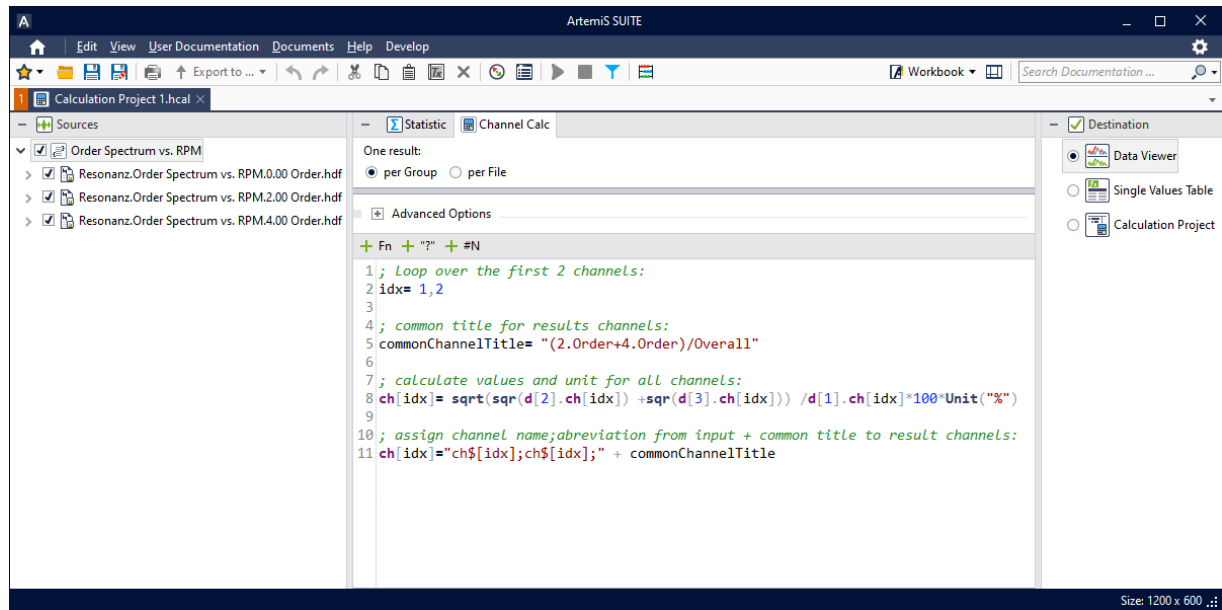 ArtemiS SUITE
Edit View User Documentation Documents Help Develop
Export to ... Workbook Search Documentation ...
1 Calculation Project 1.hcal
Sources
Order Spectrum vs. RPM
Resonanz.Order Spectrum vs. RPM.0.00 Order.hdf
Resonanz.Order Spectrum vs. RPM.2.00 Order.hdf
Resonanz.Order Spectrum vs. RPM.4.00 Order.hdf
Statistic Channel Calc
One result:
per Group per File
Advanced Options
Fn "?" #N
1 ; Loop over the first 2 channels:
2 idx= 1,2
3
4 ; common title for results channels:
5 commonChannelTitle= "(2.Order+4.Order)/Overall"
6
7 ; calculate values and unit for all channels:
8 ch[idx]= sqrt(sqr(d[2].ch[idx]) +sqr(d[3].ch[idx])) /d[1].ch[idx]*100*Unit("%")
9
10 ; assign channel name;abreviation from input + common title to result channels:
11 ch[idx]="ch$[idx];ch$[idx];" + commonChannelTitle
Destination
Data Viewer
Single Values Table
Calculation Project
Size: 1200 x 600